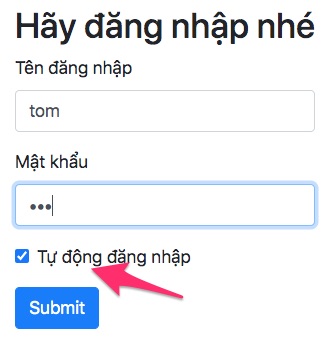 Hãy đăng nhập nhé
Tên đăng nhập
tom
Mật khẩu
•••
Tự động đăng nhập
Submit